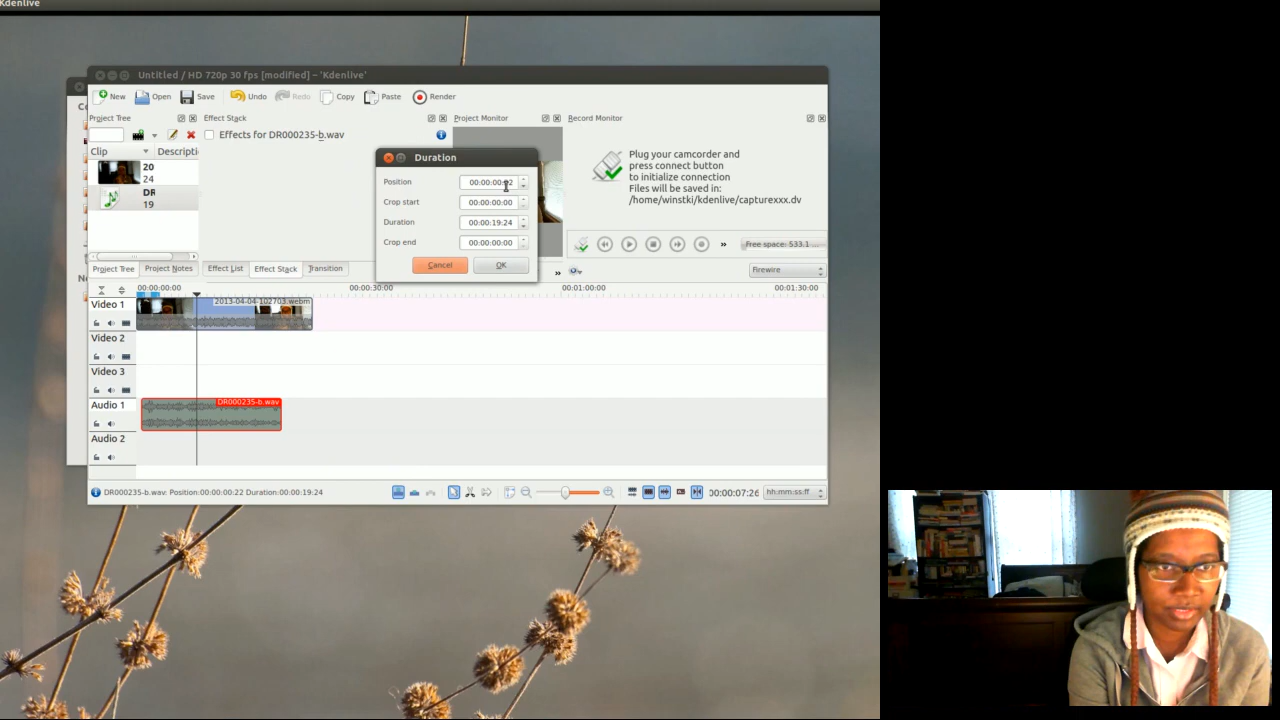 Kdenlive
Untitled / HD 720p 30 fps [modified] – 'Kdenlive'
New Open Save Undo Redo Copy Paste Render
Project Tree Effect Stack Project Monitor Record Monitor
Effects for DR000235-b.wav
Clip Descripti
20
24
DR
19
Duration
Position
Crop start 00:00:00:00
Duration 00:00:19:24
Crop end 00:00:00:00
Cancel OK
Plug your camcorder and
press connect button
to initialize connection
Files will be saved in:
/home/winstki/kdenlive/capturexxx.dv
» Free space: 533.1 ...
Project Tree Project Notes Effect List Effect Stack Transition » Firewire
00:00:00:00 00:00:30:00 00:01:00:00 00:01:30:00
Video 1 2013-04-04-102703.webm
Video 2
Video 3
Audio 1 DR000235-b.wav
Audio 2
DR000235-b.wav: Position:00:00:00:22 Duration:00:00:19:24 00:00:07:26 hh:mm:ss:ff